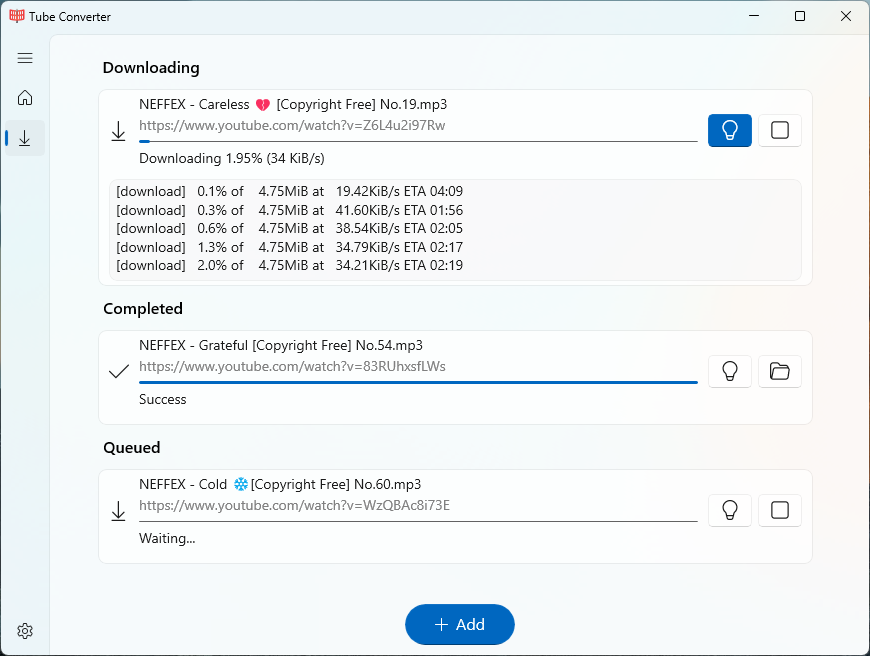 Tube Converter
Downloading
NEFFEX - Careless 💔 [Copyright Free] No.19.mp3
https://www.youtube.com/watch?v=Z6L4u2i97Rw
Downloading 1.95% (34 KiB/s)
[download] 0.1% of 4.75MiB at 19.42KiB/s ETA 04:09
[download] 0.3% of 4.75MiB at 41.60KiB/s ETA 01:56
[download] 0.6% of 4.75MiB at 38.54KiB/s ETA 02:05
[download] 1.3% of 4.75MiB at 34.79KiB/s ETA 02:17
[download] 2.0% of 4.75MiB at 34.21KiB/s ETA 02:19
Completed
NEFFEX - Grateful [Copyright Free] No.54.mp3
https://www.youtube.com/watch?v=83RUhxsfLWs
Success
Queued
NEFFEX - Cold ❄️[Copyright Free] No.60.mp3
https://www.youtube.com/watch?v=WzQBAc8i73E
Waiting...
+ Add